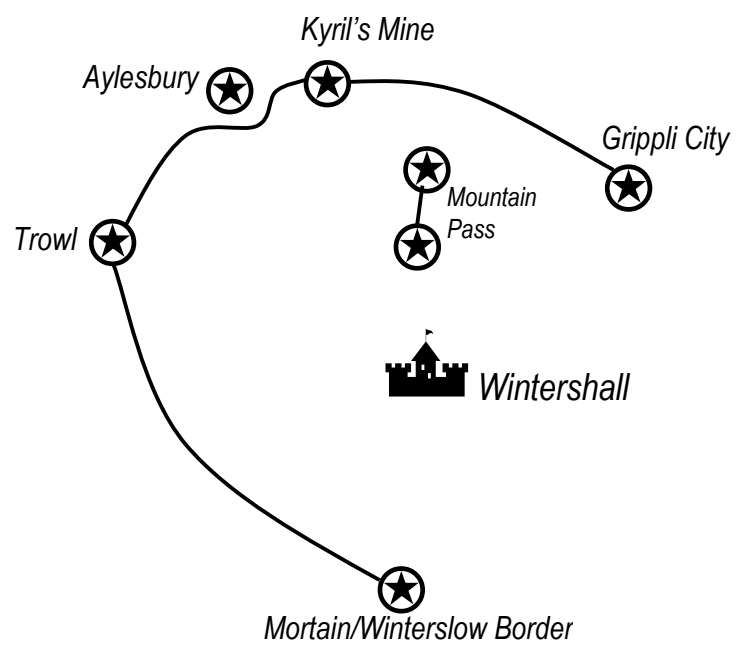 Kyril's Mine
Aylesbury
Grippli City
Mountain
Pass
Trowl
Wintershall
Mortain/Winterslow Border